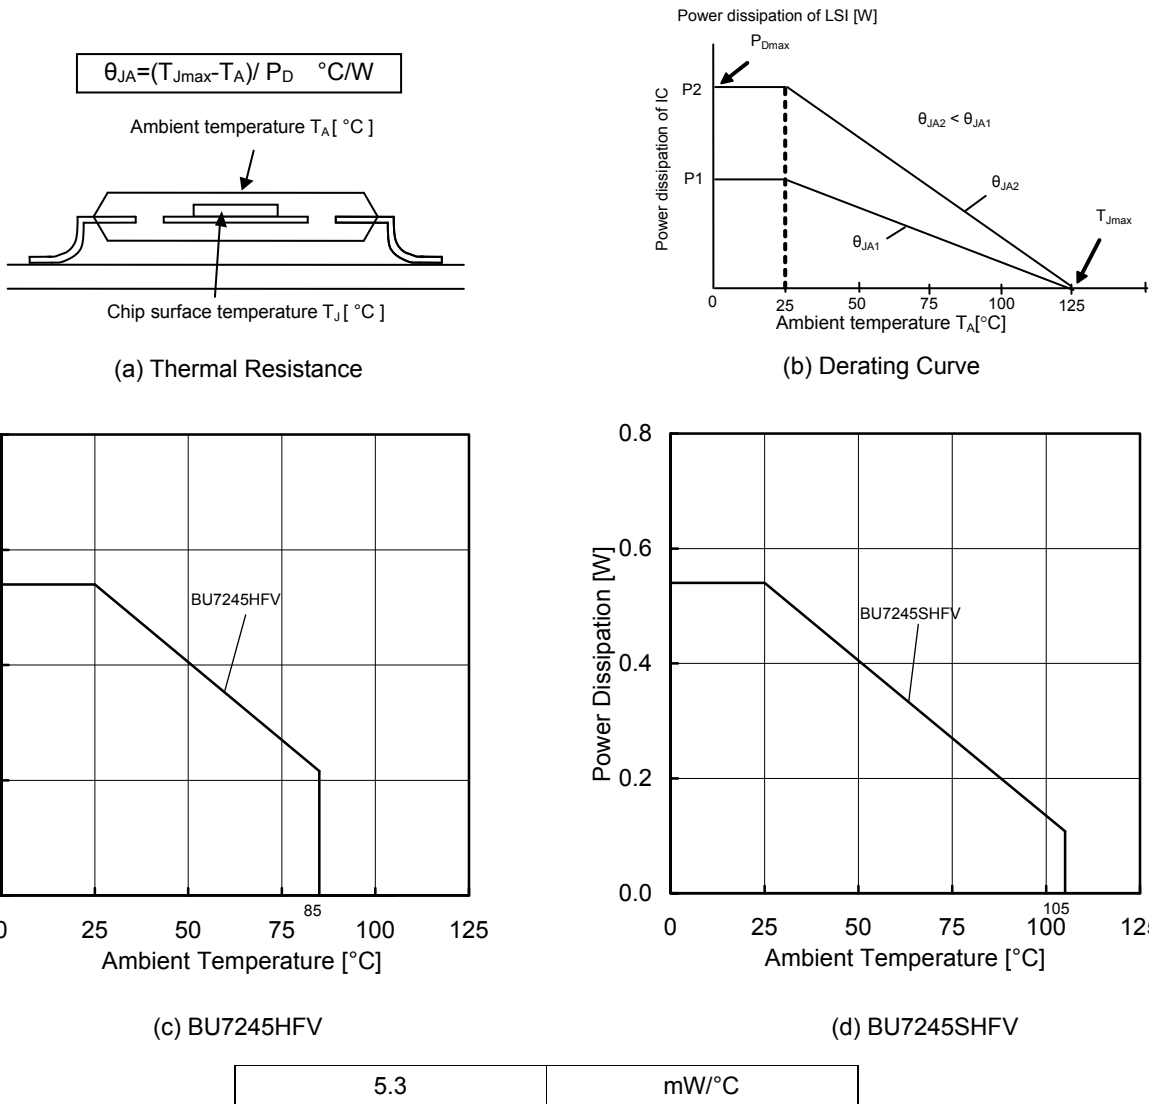 θJA=(TJmax-TA)/ PD °C/W
Ambient temperature TA[ °C ]
Chip surface temperature TJ[ °C ]
(a) Thermal Resistance
Power dissipation of LSI [W]
PDmax
Power dissipation of IC
P2
P1
θJA2 < θJA1
θJA2
θJA1
TJmax
0 25 50 75 100 125
Ambient temperature TA[°C]
(b) Derating Curve
BU7245HFV
85
0 25 50 75 100 125
Ambient Temperature [°C]
(c) BU7245HFV
Power Dissipation [W]
0.8
0.6
0.4
0.2
0.0
BU7245SHFV
105
0 25 50 75 100 125
Ambient Temperature [°C]
(d) BU7245SHFV
5.3 mW/°C